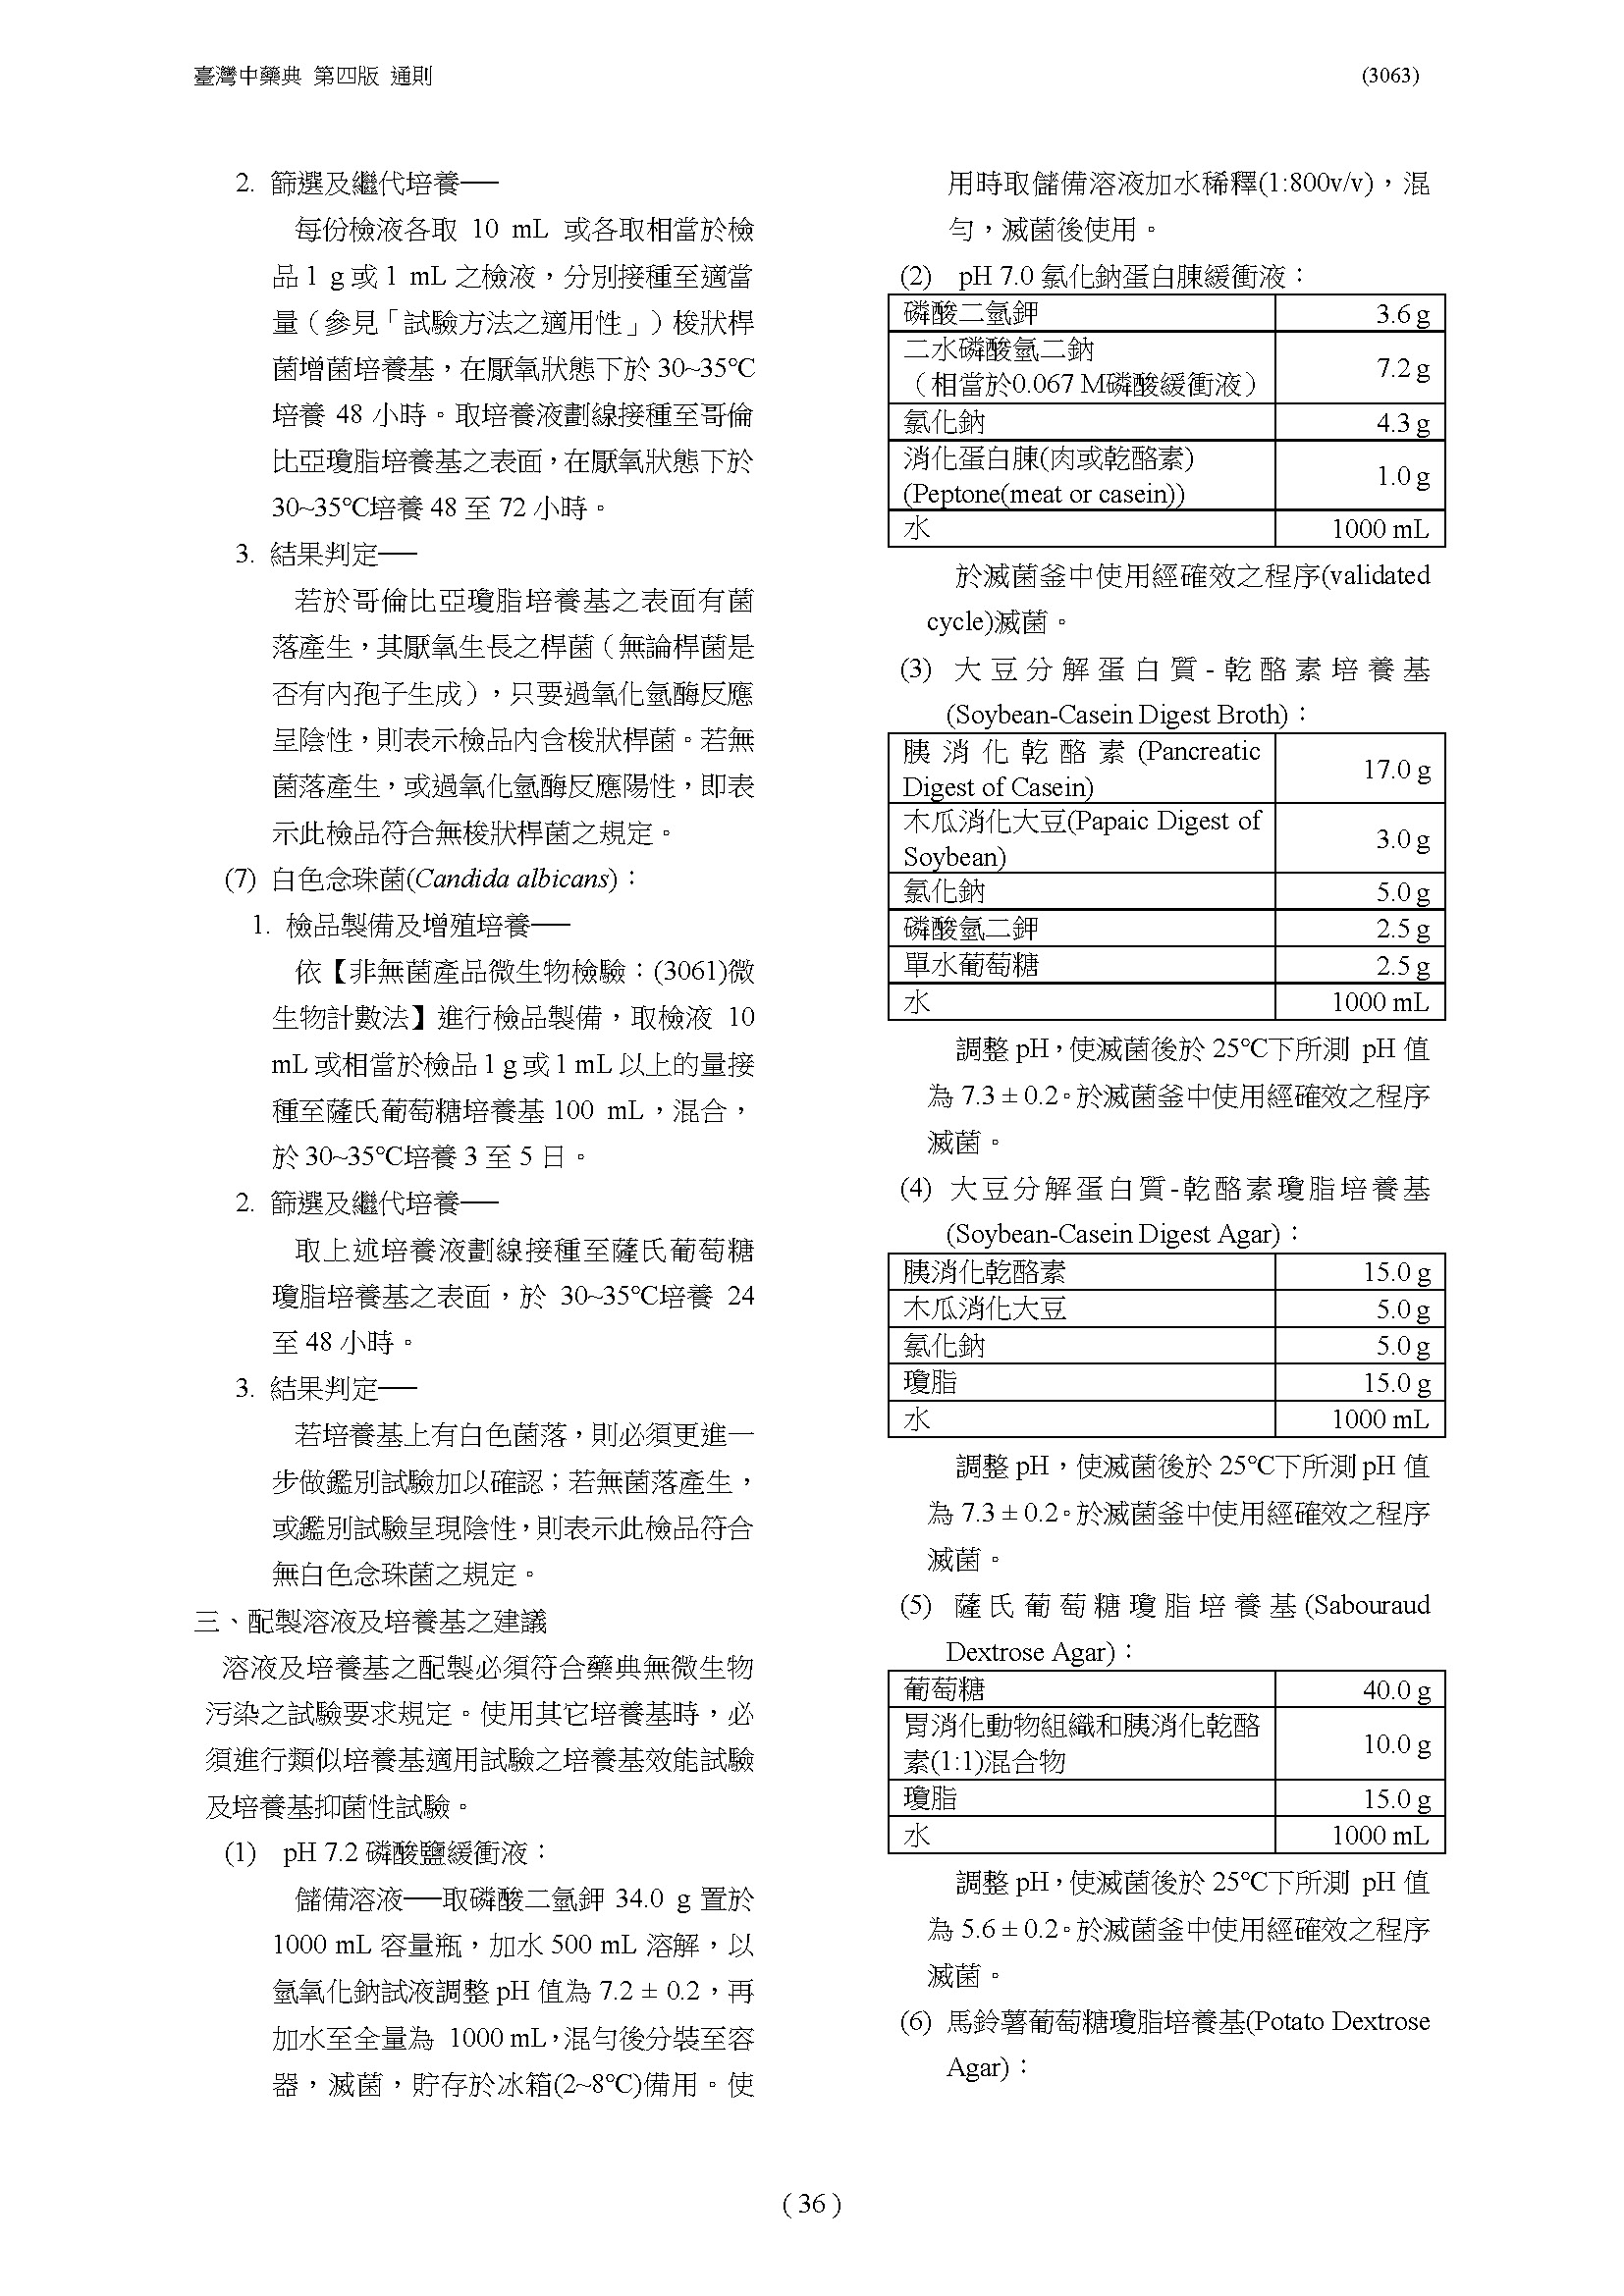 臺灣中藥典 第四版 通則
(3063)
2. 篩選及繼代培養──
每份檢液各取 10 mL 或各取相當於檢
品 1 g 或 1 mL 之檢液，分別接種至適當
量（參見「試驗方法之適用性」）梭狀桿
菌增菌培養基，在厭氧狀態下於 30~35℃
培養 48 小時。取培養液劃線接種至哥倫
比亞瓊脂培養基之表面，在厭氧狀態下於
30~35℃培養 48 至 72 小時。
3. 結果判定──
若於哥倫比亞瓊脂培養基之表面有菌
落產生，其厭氧生長之桿菌（無論桿菌是
否有內孢子生成），只要過氧化氫酶反應
呈陰性，則表示檢品內含梭狀桿菌。若無
菌落產生，或過氧化氫酶反應陽性，即表
示此檢品符合無梭狀桿菌之規定。
(7) 白色念珠菌(Candida albicans)：
1. 檢品製備及增殖培養──
依【非無菌產品微生物檢驗：(3061)微
生物計數法】進行檢品製備，取檢液 10
mL 或相當於檢品 1 g 或 1 mL 以上的量接
種至薩氏葡萄糖培養基 100 mL，混合，
於 30~35℃培養 3 至 5 日。
2. 篩選及繼代培養──
取上述培養液劃線接種至薩氏葡萄糖
瓊脂培養基之表面，於 30~35℃培養 24
至 48 小時。
3. 結果判定──
若培養基上有白色菌落，則必須更進一
步做鑑別試驗加以確認；若無菌落產生，
或鑑別試驗呈現陰性，則表示此檢品符合
無白色念珠菌之規定。
三、配製溶液及培養基之建議
溶液及培養基之配製必須符合藥典無微生物
污染之試驗要求規定。使用其它培養基時，必
須進行類似培養基適用試驗之培養基效能試驗
及培養基抑菌性試驗。
(1) pH 7.2 磷酸鹽緩衝液：
儲備溶液──取磷酸二氫鉀 34.0 g 置於
1000 mL 容量瓶，加水 500 mL 溶解，以
氫氧化鈉試液調整 pH 值為 7.2 ± 0.2，再
加水至全量為 1000 mL，混勻後分裝至容
器，滅菌，貯存於冰箱(2~8℃)備用。使
用時取儲備溶液加水稀釋(1:800v/v)，混
勻，滅菌後使用。
(2) pH 7.0 氯化鈉蛋白腖緩衝液：
磷酸二氫鉀 3.6 g
二水磷酸氫二鈉
（相當於0.067 M磷酸緩衝液） 7.2 g
氯化鈉 4.3 g
消化蛋白腖(肉或乾酪素)
(Peptone(meat or casein)) 1.0 g
水 1000 mL
於滅菌釜中使用經確效之程序(validated
cycle)滅菌。
(3) 大豆分解蛋白質-乾酪素培養基
(Soybean-Casein Digest Broth)：
胰消化乾酪素 (Pancreatic
Digest of Casein) 17.0 g
木瓜消化大豆(Papaic Digest of
Soybean) 3.0 g
氯化鈉 5.0 g
磷酸氫二鉀 2.5 g
單水葡萄糖 2.5 g
水 1000 mL
調整 pH，使滅菌後於 25℃下所測 pH 值
為 7.3 ± 0.2。於滅菌釜中使用經確效之程序
滅菌。
(4) 大豆分解蛋白質-乾酪素瓊脂培養基
(Soybean-Casein Digest Agar)：
胰消化乾酪素 15.0 g
木瓜消化大豆 5.0 g
氯化鈉 5.0 g
瓊脂 15.0 g
水 1000 mL
調整 pH，使滅菌後於 25℃下所測 pH 值
為 7.3 ± 0.2。於滅菌釜中使用經確效之程序
滅菌。
(5) 薩氏葡萄糖瓊脂培養基(Sabouraud
Dextrose Agar)：
葡萄糖 40.0 g
胃消化動物組織和胰消化乾酪
素(1:1)混合物 10.0 g
瓊脂 15.0 g
水 1000 mL
調整 pH，使滅菌後於 25℃下所測 pH 值
為 5.6 ± 0.2。於滅菌釜中使用經確效之程序
滅菌。
(6) 馬鈴薯葡萄糖瓊脂培養基(Potato Dextrose
Agar)：
( 36 )